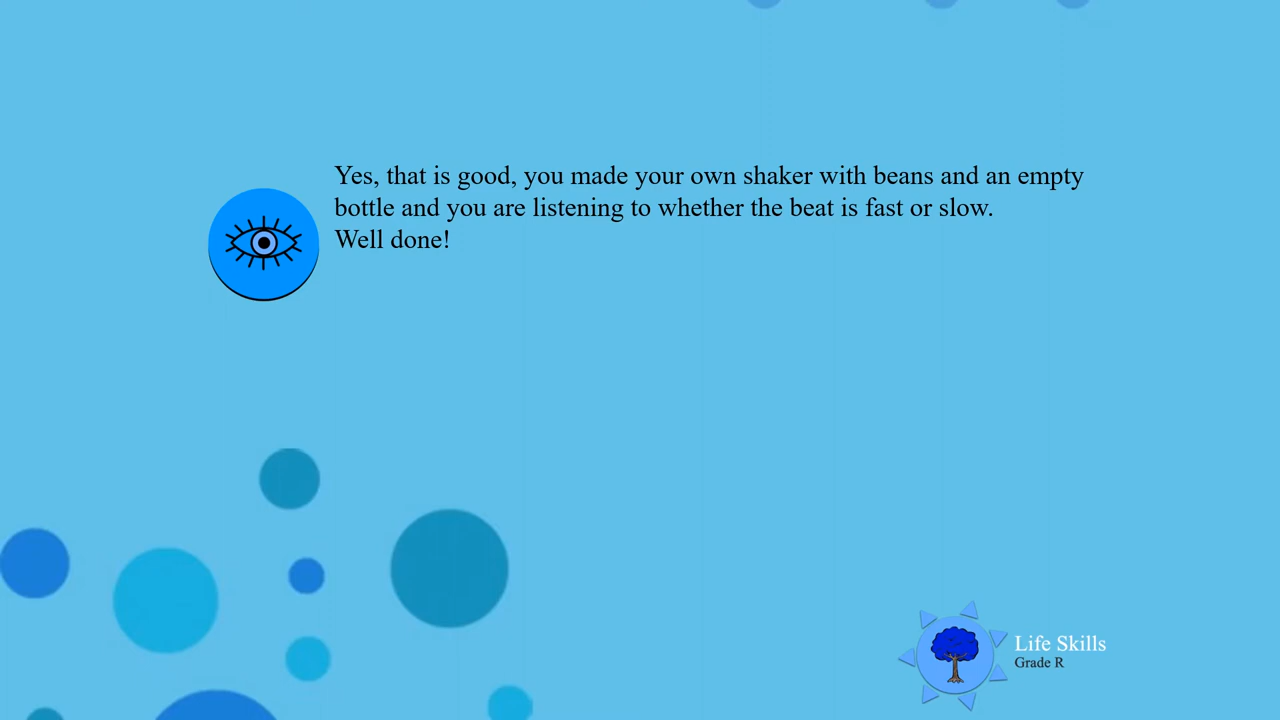 Yes, that is good, you made your own shaker with beans and an empty
bottle and you are listening to whether the beat is fast or slow.
Well done!
Life Skills
Grade R